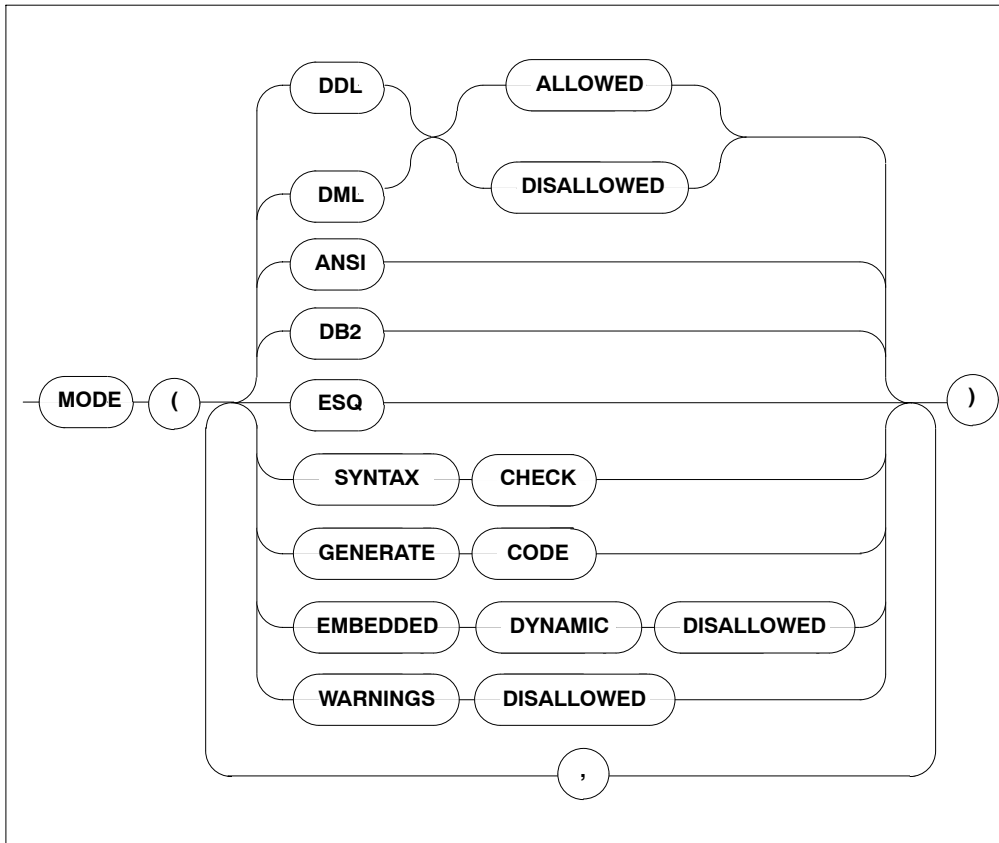 DDL ALLOWED
DML DISALLOWED
ANSI
DB2
MODE ( ESQ )
SYNTAX CHECK
GENERATE CODE
EMBEDDED DYNAMIC DISALLOWED
WARNINGS DISALLOWED
,